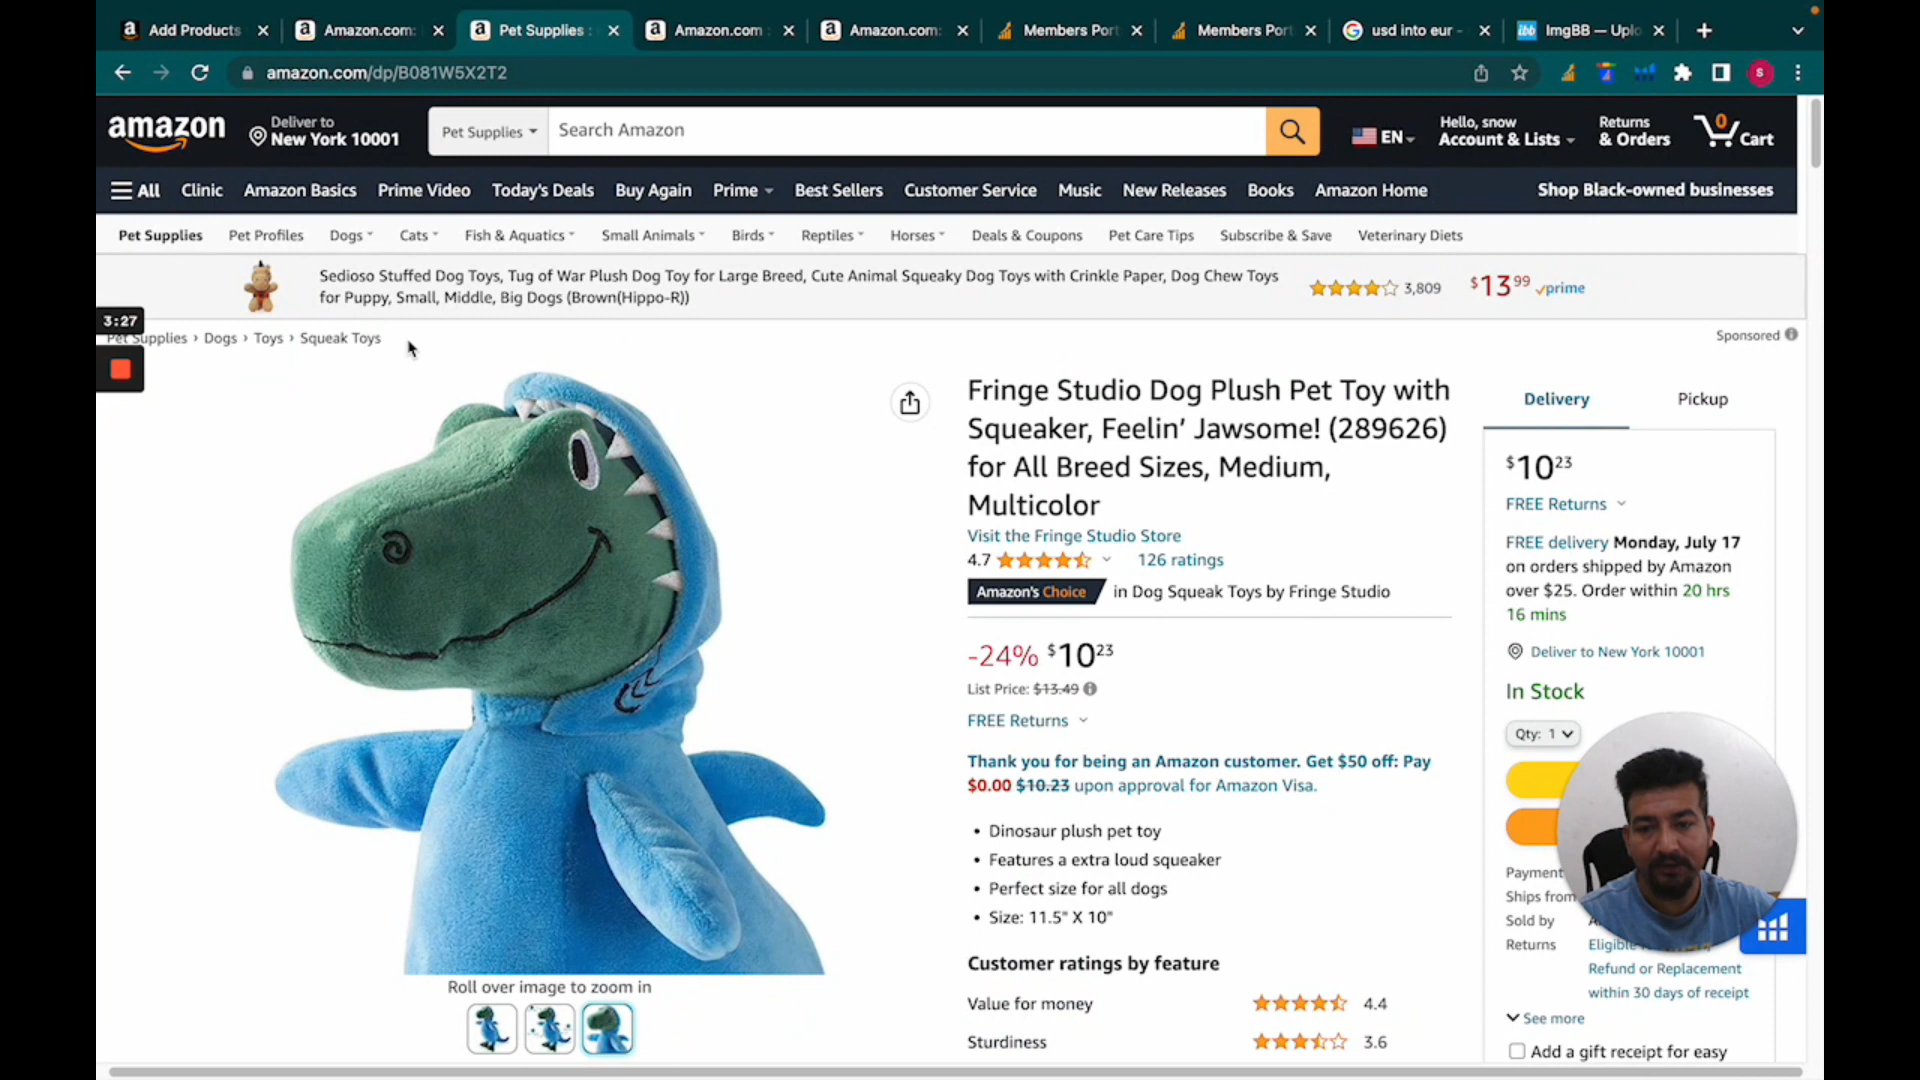 Add Products
Amazon.com:
Pet Supplies :
Amazon.com :
Amazon.com:
Members Port
Members Port
usd into eur -
ibb ImgBB — Uplo
amazon.com/dp/B081W5X2T2
S
amazon
Deliver to
New York 10001
Pet Supplies
Search Amazon
EN
Hello, snow
Account & Lists
Returns
& Orders
0
Cart
All
Clinic
Amazon Basics
Prime Video
Today's Deals
Buy Again
Prime
Best Sellers
Customer Service
Music
New Releases
Books
Amazon Home
Shop Black-owned businesses
Pet Supplies
Pet Profiles
Dogs
Cats
Fish & Aquatics
Small Animals
Birds
Reptiles
Horses
Deals & Coupons
Pet Care Tips
Subscribe & Save
Veterinary Diets
Sedioso Stuffed Dog Toys, Tug of War Plush Dog Toy for Large Breed, Cute Animal Squeaky Dog Toys with Crinkle Paper, Dog Chew Toys
for Puppy, Small, Middle, Big Dogs (Brown(Hippo-R))
3,809
$13 99 prime
3:27
Pet Supplies › Dogs › Toys › Squeak Toys
Sponsored
Fringe Studio Dog Plush Pet Toy with
Squeaker, Feelin' Jawsome! (289626)
for All Breed Sizes, Medium,
Multicolor
Visit the Fringe Studio Store
4.7
126 ratings
Amazon's Choice in Dog Squeak Toys by Fringe Studio
-24% $10 23
List Price: $13.49
FREE Returns
Thank you for being an Amazon customer. Get $50 off: Pay
$0.00 $10.23 upon approval for Amazon Visa.
• Dinosaur plush pet toy
• Features a extra loud squeaker
• Perfect size for all dogs
• Size: 11.5" X 10"
Customer ratings by feature
Value for money 4.4
Sturdiness 3.6
Roll over image to zoom in
Delivery
Pickup
$10 23
FREE Returns
FREE delivery Monday, July 17
on orders shipped by Amazon
over $25. Order within 20 hrs
16 mins
Deliver to New York 10001
In Stock
Qty: 1
Payment
Ships from
Sold by
Returns
Refund or Replacement
within 30 days of receipt
See more
Add a gift receipt for easy